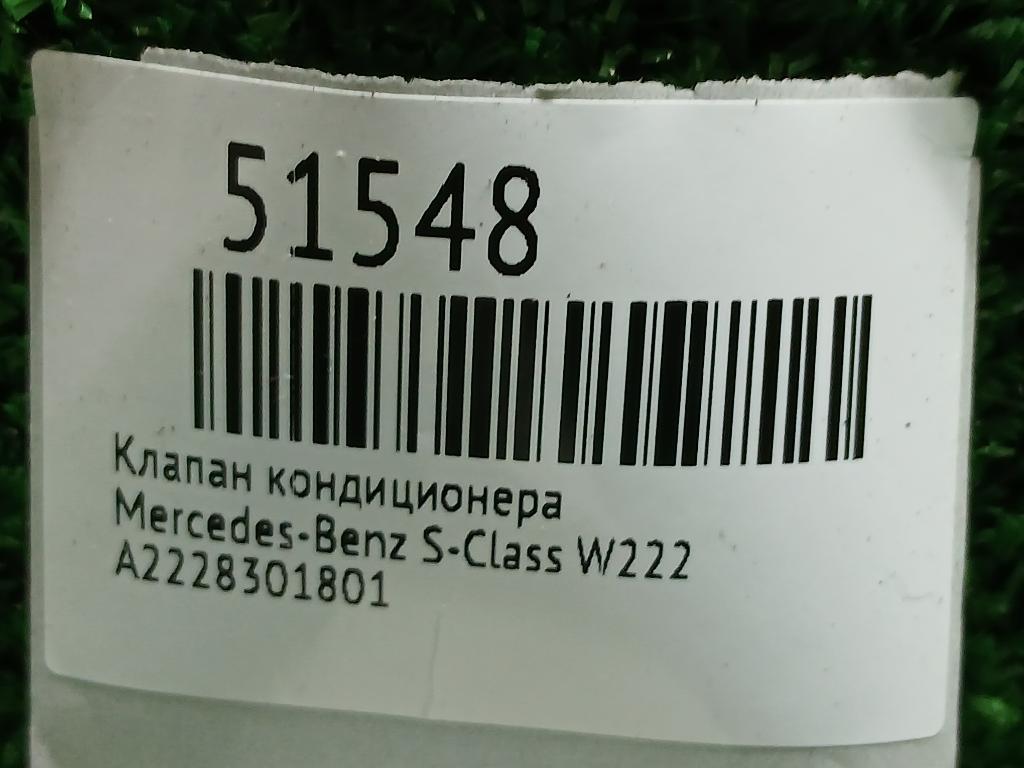 51548
Клапан кондиционера
Mercedes-Benz S-Class W222
A2228301801